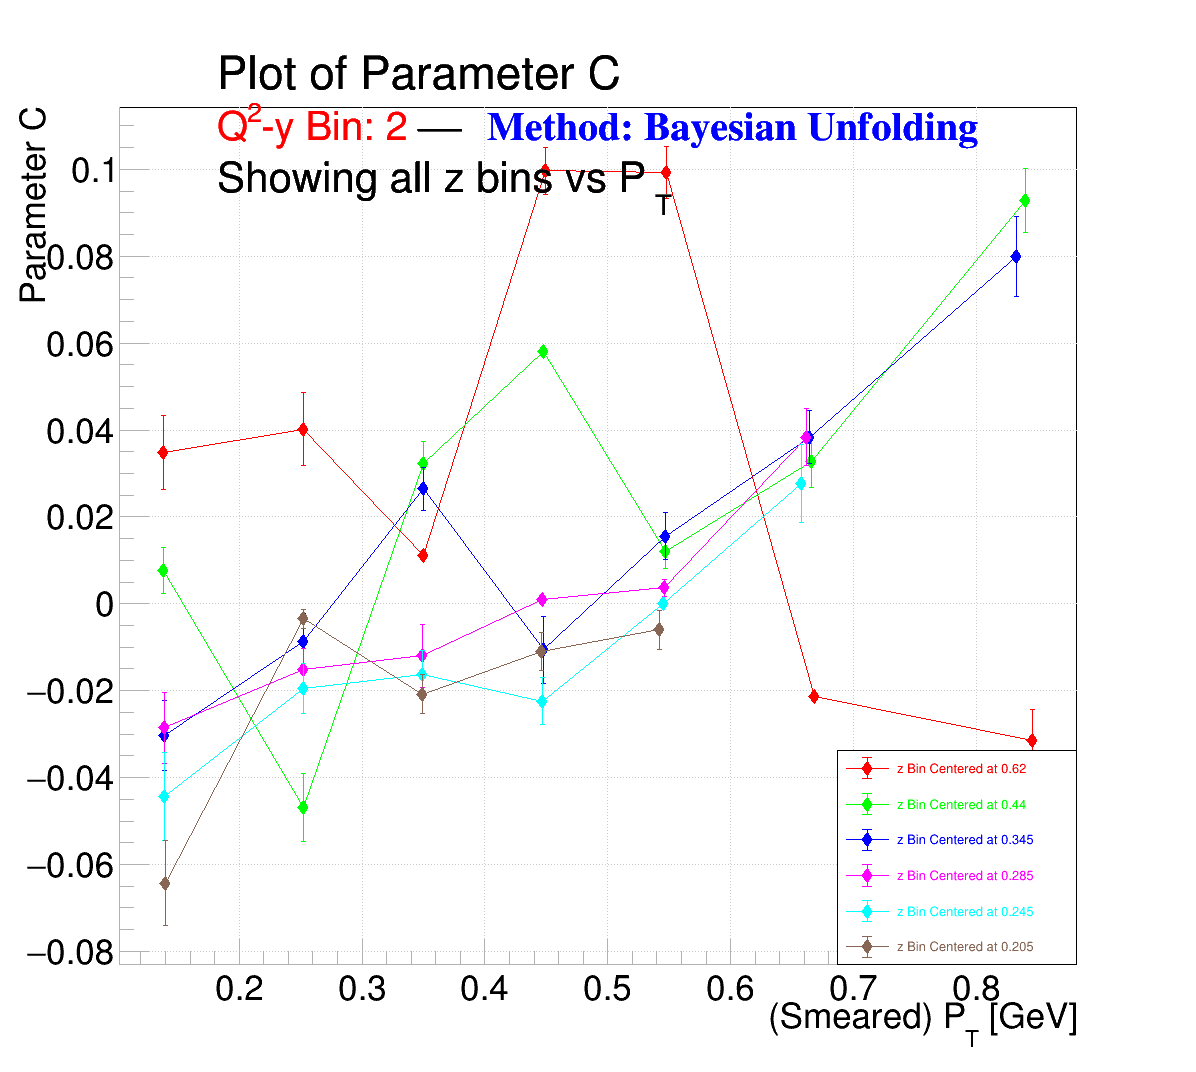 Plot of Parameter C
Q2-y Bin: 2 — Method: Bayesian Unfolding
Showing all z bins vs PT
Parameter C
0.1
0.08
0.06
0.04
0.02
0
−0.02
−0.04
−0.06
−0.08
z Bin Centered at 0.62
z Bin Centered at 0.44
z Bin Centered at 0.345
z Bin Centered at 0.285
z Bin Centered at 0.245
z Bin Centered at 0.205
0.2 0.3 0.4 0.5 0.6 0.7 0.8
(Smeared) PT [GeV]